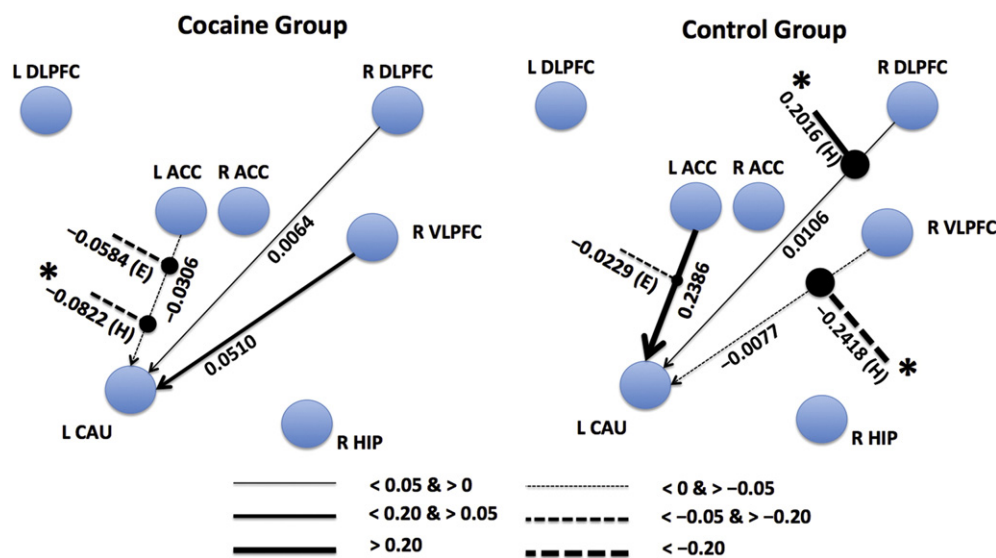 Cocaine Group
Control Group
L DLPFC
R DLPFC
L ACC
R ACC
R VLPFC
−0.0584 (E)
*
−0.0822 (H)
−0.0306
0.0064
0.0510
L CAU
R HIP
L DLPFC
R DLPFC
*
0.2016 (H)
L ACC
R ACC
R VLPFC
−0.0229 (E)
0.2386
0.0106
−0.0077
−0.2418 (H)
*
L CAU
R HIP
< 0.05 & > 0
< 0.20 & > 0.05
> 0.20
< 0 & > −0.05
< −0.05 & > −0.20
< −0.20